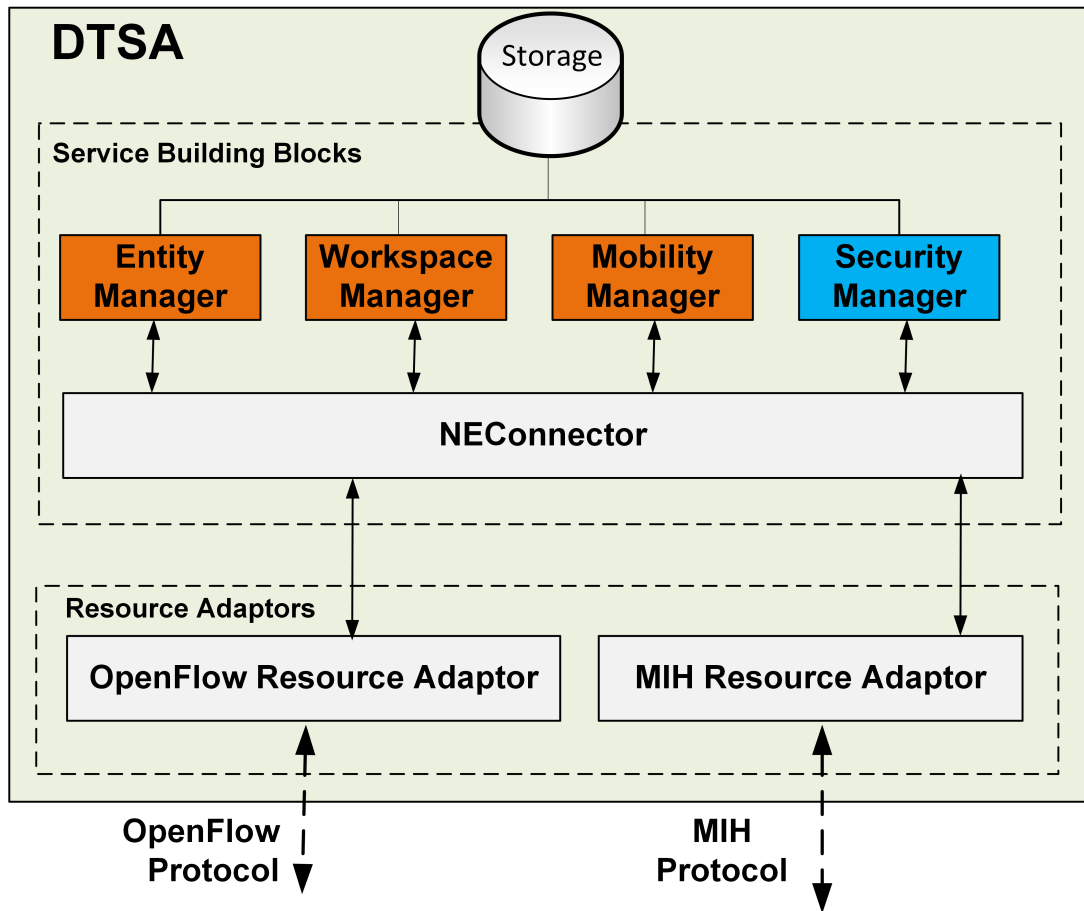 DTSA
Storage
Service Building Blocks
Entity
Manager
Workspace
Manager
Mobility
Manager
Security
Manager
NEConnector
Resource Adaptors
OpenFlow Resource Adaptor
MIH Resource Adaptor
OpenFlow
Protocol
MIH
Protocol